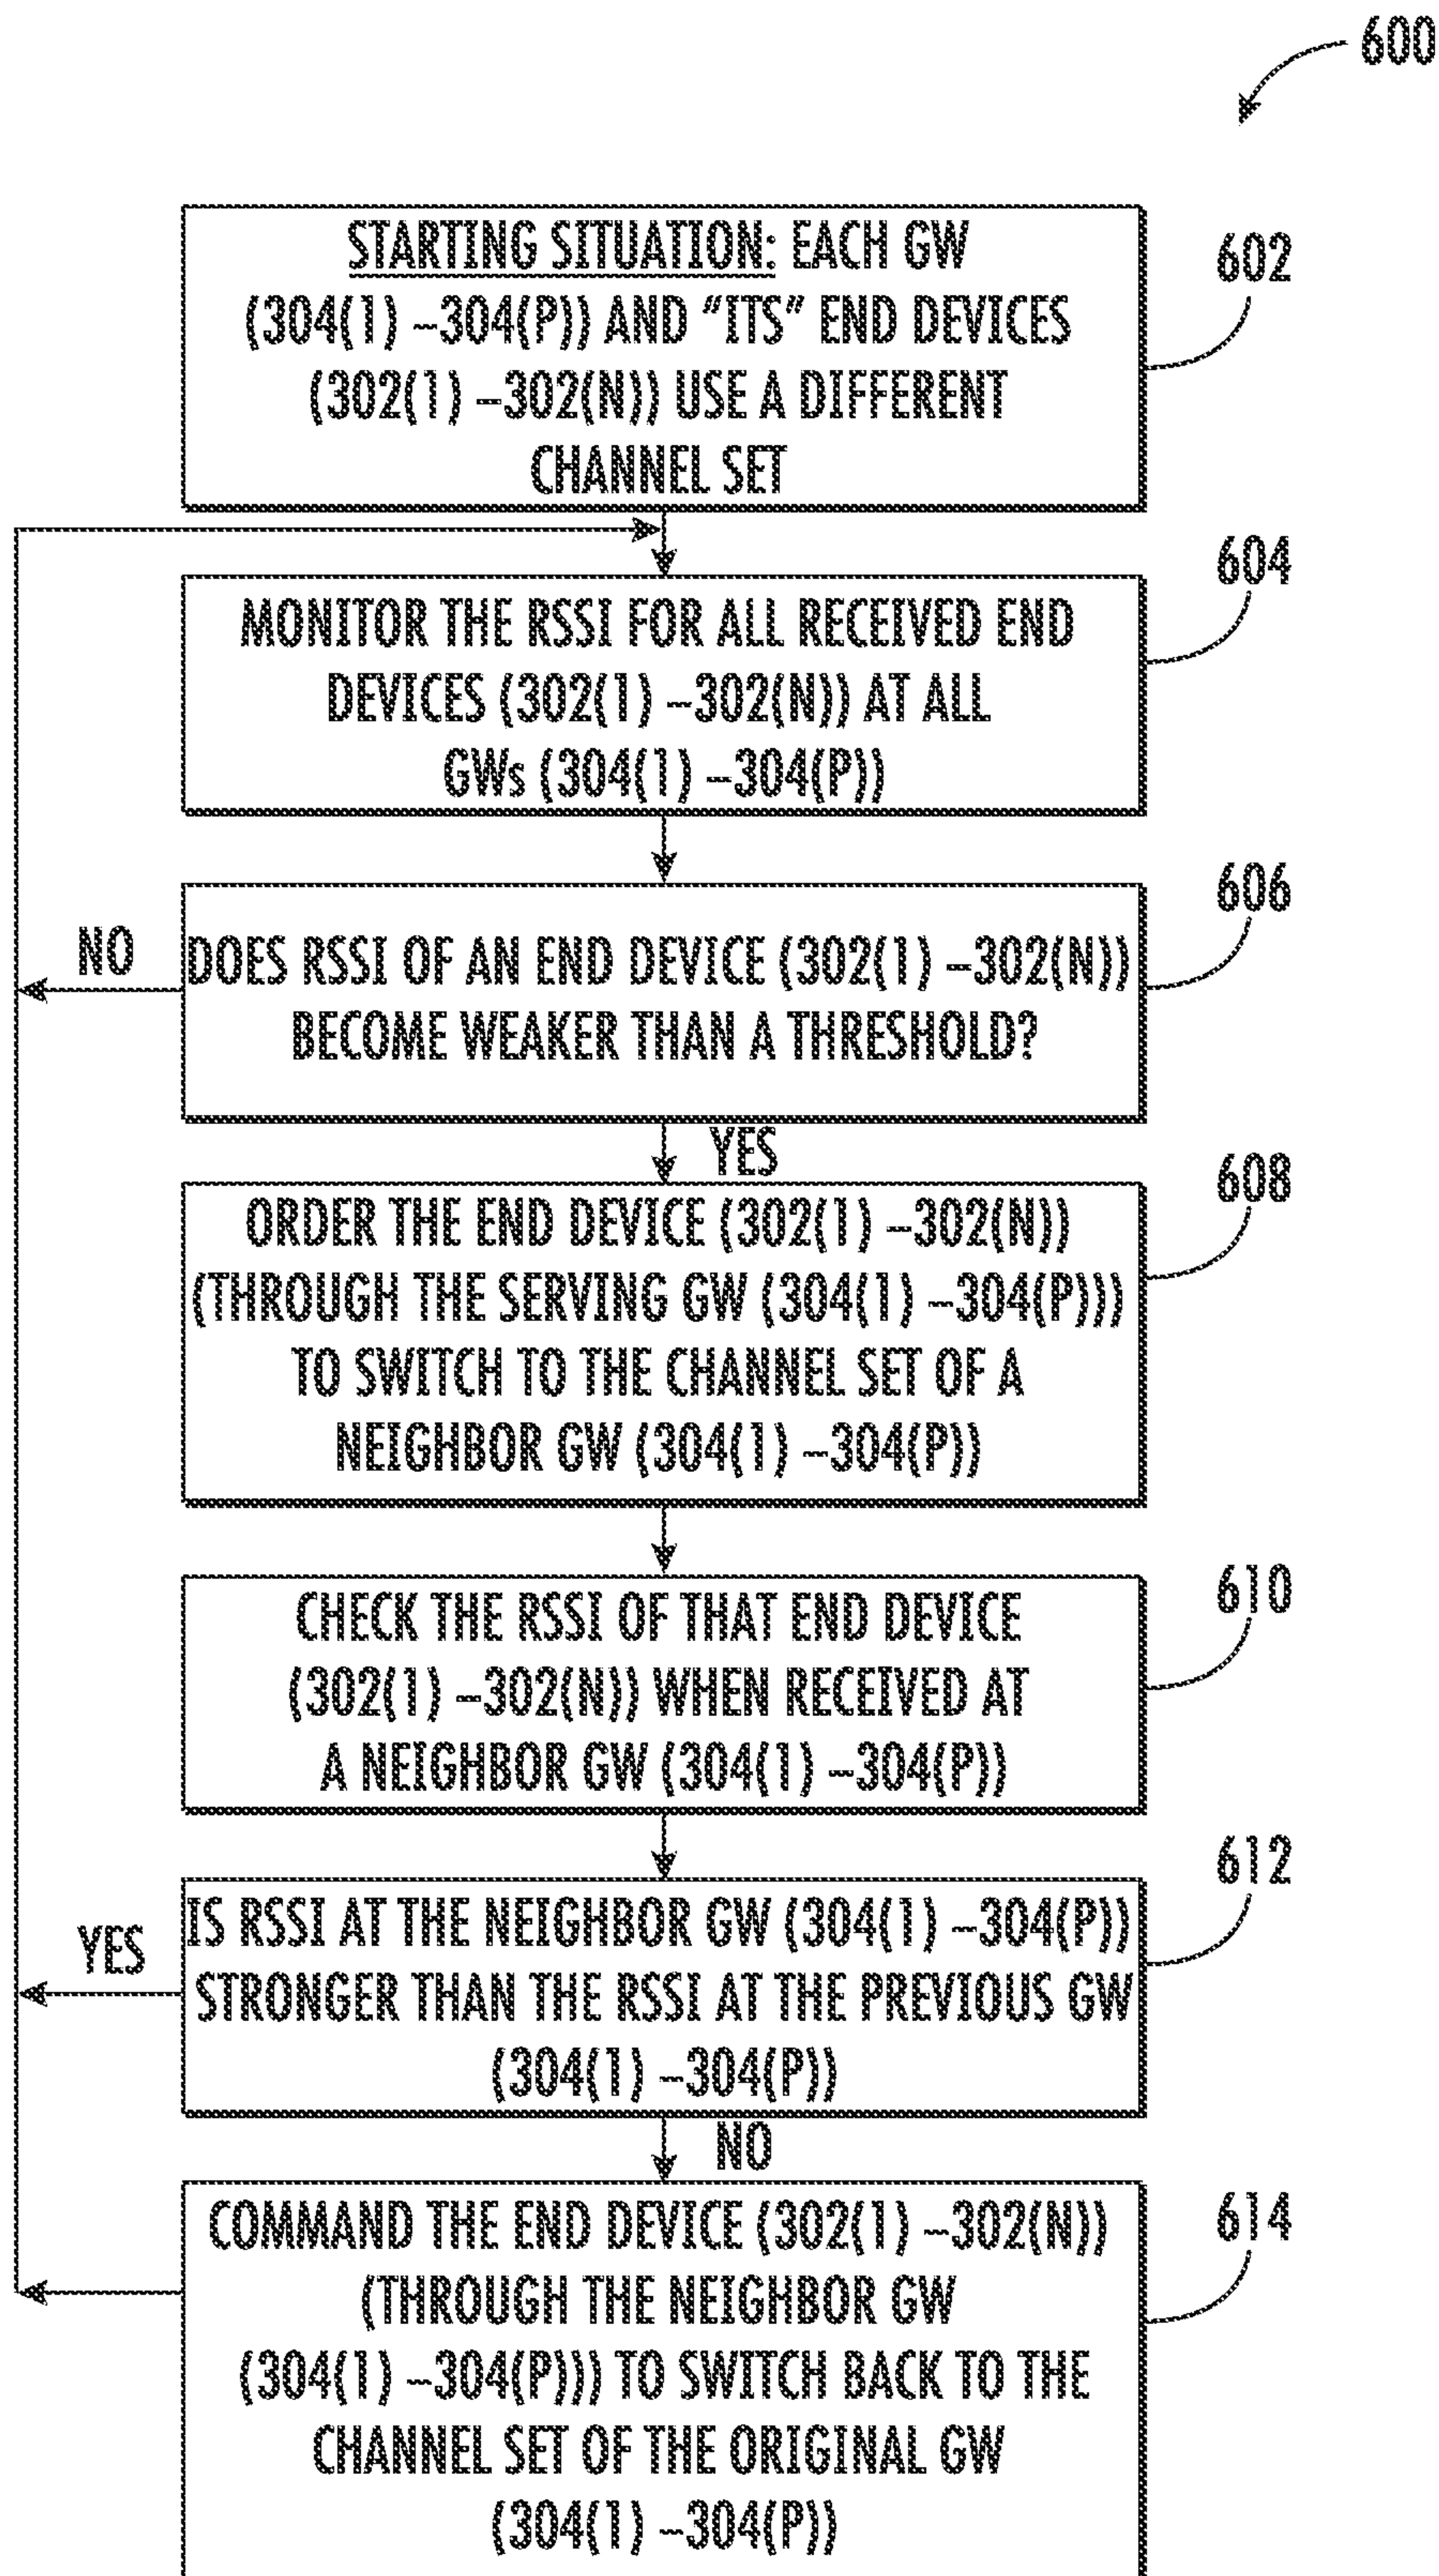 600
STARTING SITUATION: EACH GW
(304(1) –304(P)) AND "ITS" END DEVICES
(302(1) –302(N)) USE A DIFFERENT
CHANNEL SET
602
MONITOR THE RSSI FOR ALL RECEIVED END
DEVICES (302(1) –302(N)) AT ALL
GWs (304(1) –304(P))
604
NO
DOES RSSI OF AN END DEVICE (302(1) –302(N))
BECOME WEAKER THAN A THRESHOLD?
606
YES
ORDER THE END DEVICE (302(1) –302(N))
(THROUGH THE SERVING GW (304(1) –304(P)))
TO SWITCH TO THE CHANNEL SET OF A
NEIGHBOR GW (304(1) –304(P))
608
CHECK THE RSSI OF THAT END DEVICE
(302(1) –302(N)) WHEN RECEIVED AT
A NEIGHBOR GW (304(1) –304(P))
610
YES
IS RSSI AT THE NEIGHBOR GW (304(1) –304(P))
STRONGER THAN THE RSSI AT THE PREVIOUS GW
(304(1) –304(P))
612
NO
COMMAND THE END DEVICE (302(1) –302(N))
(THROUGH THE NEIGHBOR GW
(304(1) –304(P))) TO SWITCH BACK TO THE
CHANNEL SET OF THE ORIGINAL GW
(304(1) –304(P))
614